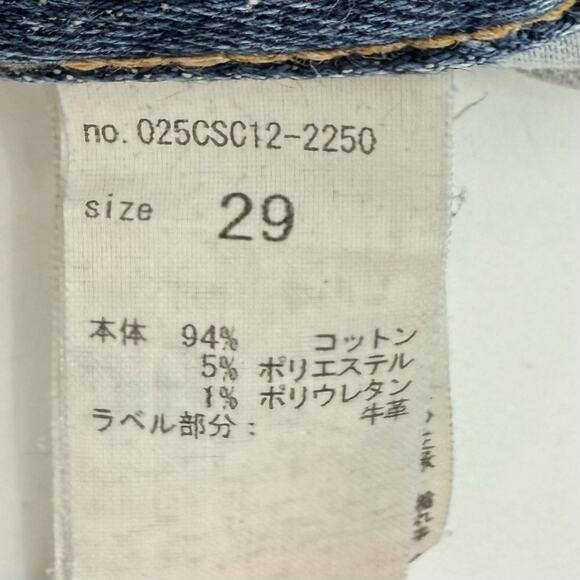 no.025CSC12-2250
size 29
本体 94% コットン
5% ポリエステル
1% ポリウレタン
ラベル部分: 牛革